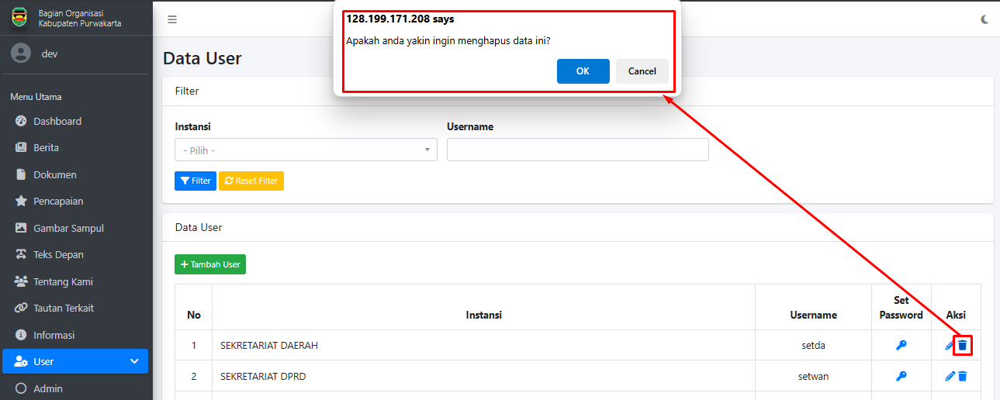 Bagian Organisasi
Kabupaten Purwakarta
dev
Menu Utama
Dashboard
Berita
Dokumen
Pencapaian
Gambar Sampul
Teks Depan
Tentang Kami
Tautan Terkait
Informasi
User
Admin
128.199.171.208 says
Apakah anda yakin ingin menghapus data ini?
OK Cancel
Data User
Filter
Instansi Username
- Pilih -
Filter Reset Filter
Data User
Tambah User
No Instansi Username Set Password Aksi
1 SEKRETARIAT DAERAH setda
2 SEKRETARIAT DPRD setwan